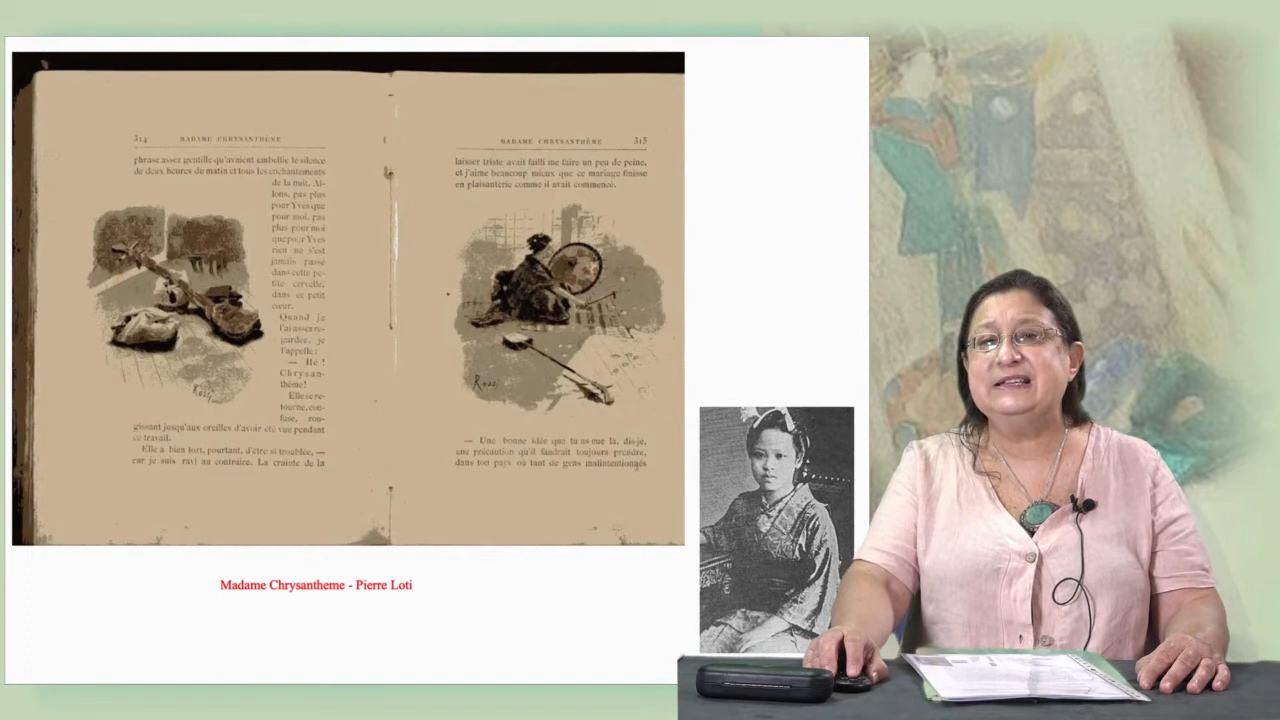 314 MADAME CHRYSANTHÈME
phrase assez gentille qu'avaient embellie le silence
de deux heures du matin et tous les enchantements
de la nuit. Al-
lons, pas plus
pour Yves que
pour moi, pas
plus pour moi
que pour Yves
rien ne s'est
jamais passé
dans cette pe-
tite cervelle,
dans ce petit
cœur.
Quand je
l'ai assez re-
gardée, je
l'appelle :
— Hé !
Chrysan-
thème!
Elle se re-
tourne, con-
fuse, rou-
gissant jusqu'aux oreilles d'avoir été vue pendant
ce travail.
Elle a bien tort, pourtant, d'être si troublée, —
car je suis ravi au contraire. La crainte de la
Rossi
MADAME CHRYSANTHÈME 315
laisser triste avait failli me faire un peu de peine,
et j'aime beaucoup mieux que ce mariage finisse
en plaisanterie comme il avait commencé.
Rossi
— Une bonne idée que tu as eue là, dis-je,
une précaution qu'il faudrait toujours prendre,
dans ton pays où tant de gens malintentionnés
Madame Chrysantheme - Pierre Loti